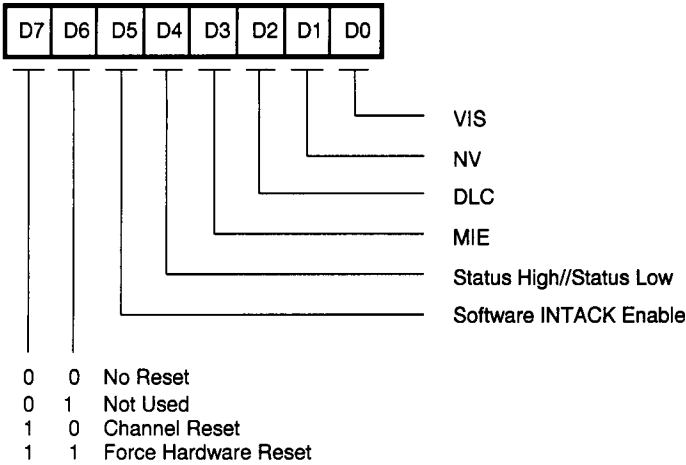 D7 D6 D5 D4 D3 D2 D1 D0
VIS
NV
DLC
MIE
Status High//Status Low
Software INTACK Enable
0 0 No Reset
0 1 Not Used
1 0 Channel Reset
1 1 Force Hardware Reset